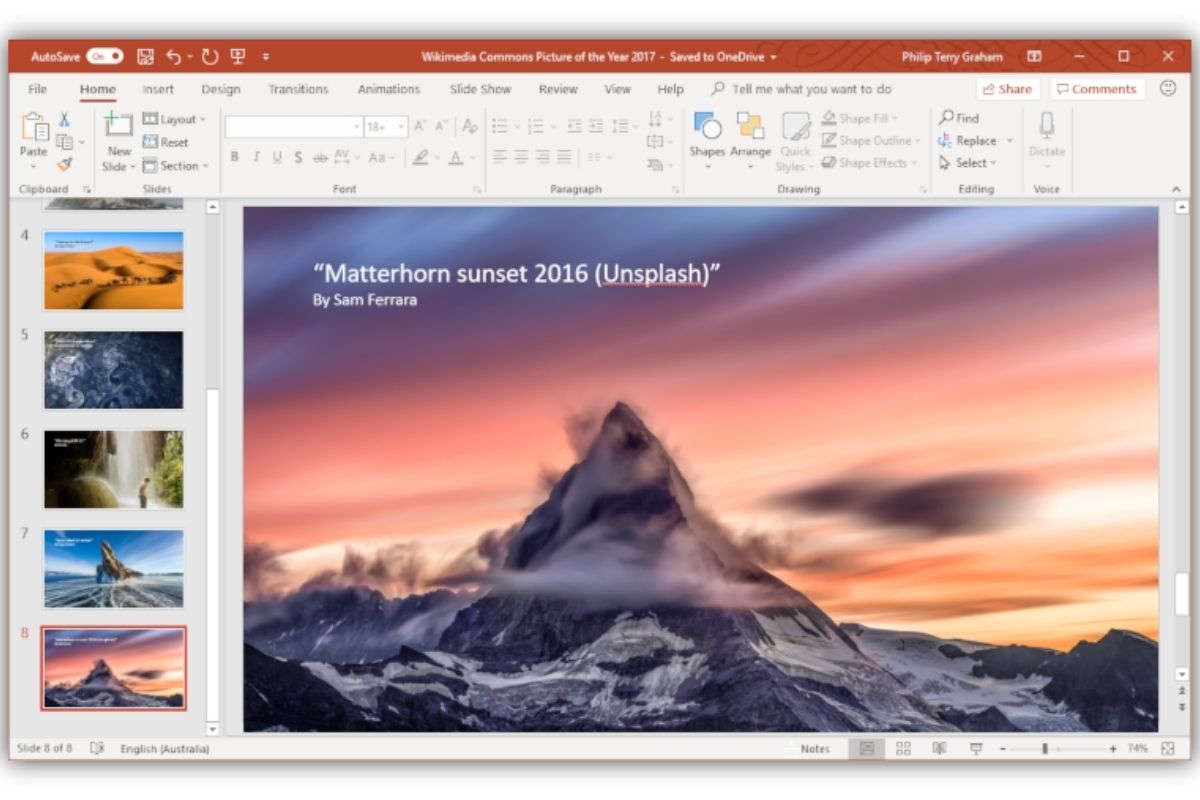 AutoSave On Wikimedia Commons Picture of the Year 2017 - Saved to OneDrive Philip Terry Graham
File Home Insert Design Transitions Animations Slide Show Review View Help Tell me what you want to do Share Comments
Paste
New
Slide
Layout
Reset
Section
18+
B I U S ab AV Aa A
Shapes
Arrange
Quick
Styles
Shape Fill
Shape Outline
Shape Effects
Find
Replace
Select
Dictate
Clipboard Slides Font Paragraph Drawing Editing Voice
4
5
6
7
8
“Matterhorn sunset 2016 (Unsplash)”
By Sam Ferrara
Slide 8 of 8 English (Australia) Notes - + 74%